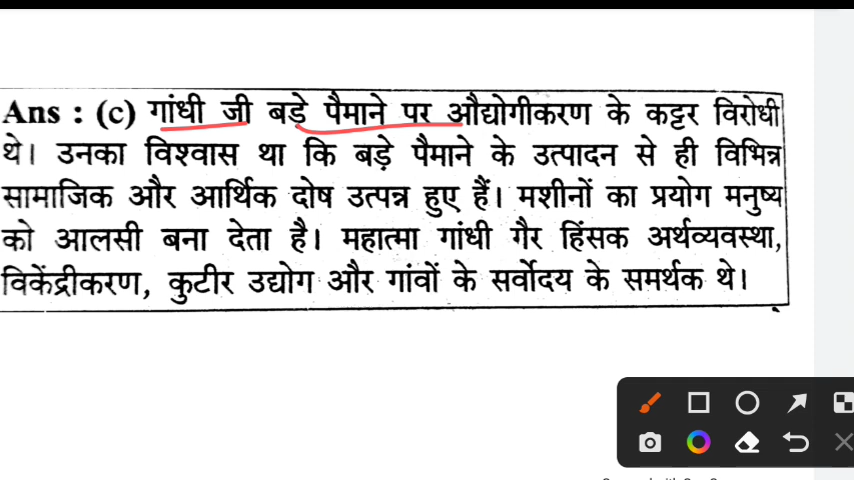 Ans : (c) गांधी जी बड़े पैमाने पर औद्योगीकरण के कट्टर विरोधी
थे। उनका विश्वास था कि बड़े पैमाने के उत्पादन से ही विभिन्न
सामाजिक और आर्थिक दोष उत्पन्न हुए हैं। मशीनों का प्रयोग मनुष्य
को आलसी बना देता है। महात्मा गांधी गैर हिंसक अर्थव्यवस्था,
विकेंद्रीकरण, कुटीर उद्योग और गांवों के सर्वोदय के समर्थक थे।